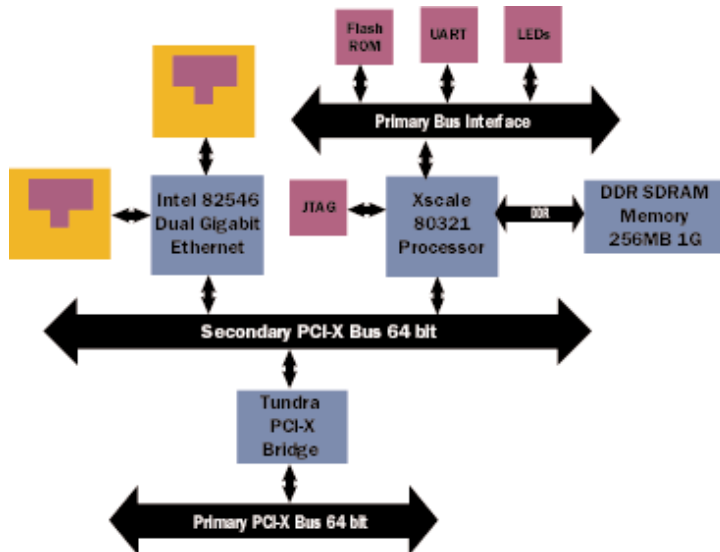 Flash
ROM
UART
LEDs
Primary Bus Interface
Intel 82546
Dual Gigabit
Ethernet
JTAG
Xscale
80321
Processor
DDR
DDR SDRAM
Memory
256MB 1G
Secondary PCI-X Bus 64 bit
Tundra
PCI-X
Bridge
Primary PCI-X Bus 64 bit